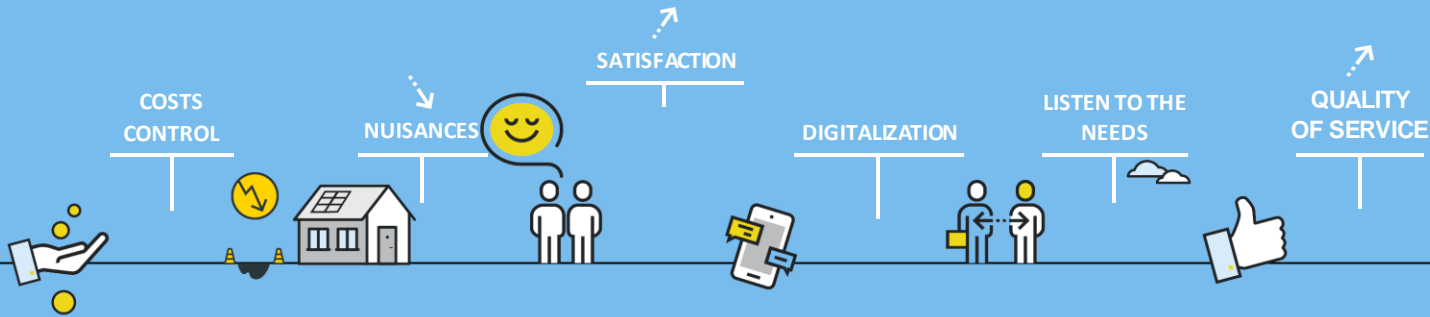 COSTS
CONTROL
NUISANCES
SATISFACTION
DIGITALIZATION
LISTEN TO THE
NEEDS
QUALITY
OF SERVICE